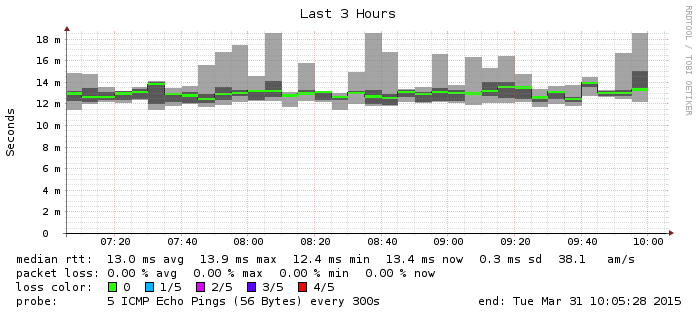 Last 3 Hours
RRDTOOL / TOBI OETIKER
Seconds
18 m
16 m
14 m
12 m
10 m
8 m
6 m
4 m
2 m
0
07:20 07:40 08:00 08:20 08:40 09:00 09:20 09:40 10:00
median rtt: 13.0 ms avg 13.9 ms max 12.4 ms min 13.4 ms now 0.3 ms sd 38.1 am/s
packet loss: 0.00 % avg 0.00 % max 0.00 % min 0.00 % now
loss color: 0 1/5 2/5 3/5 4/5
probe: 5 ICMP Echo Pings (56 Bytes) every 300s end: Tue Mar 31 10:05:28 2015